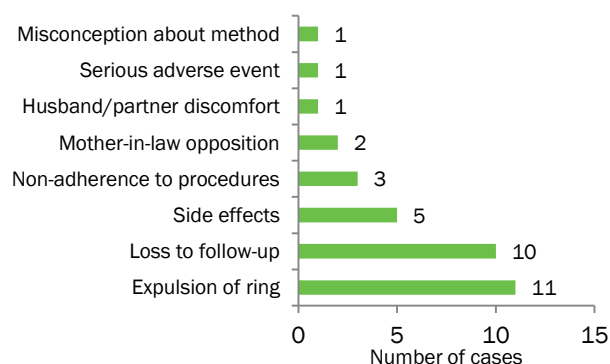 Misconception about method 1
Serious adverse event 1
Husband/partner discomfort 1
Mother-in-law opposition 2
Non-adherence to procedures 3
Side effects 5
Loss to follow-up 10
Expulsion of ring 11
0 5 10 15
Number of cases